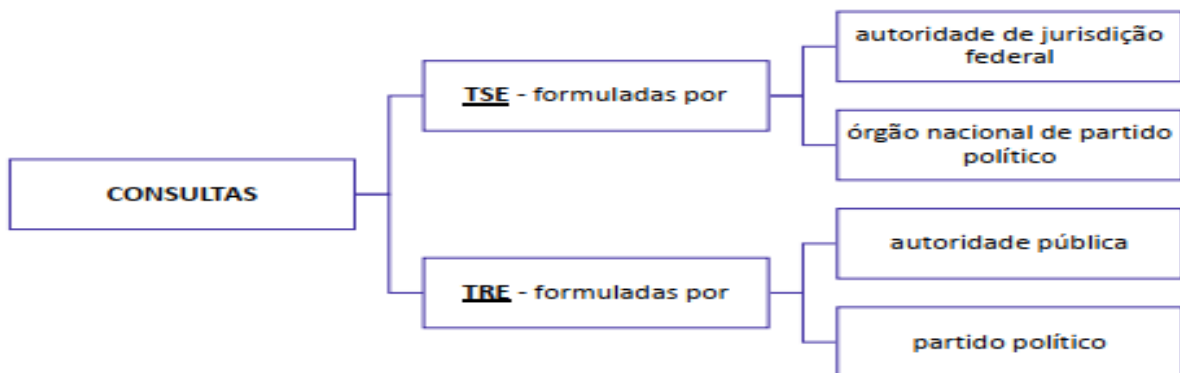 CONSULTAS
TSE - formuladas por
autoridade de jurisdição
federal
órgão nacional de partido
político
TRE - formuladas por
autoridade pública
partido político